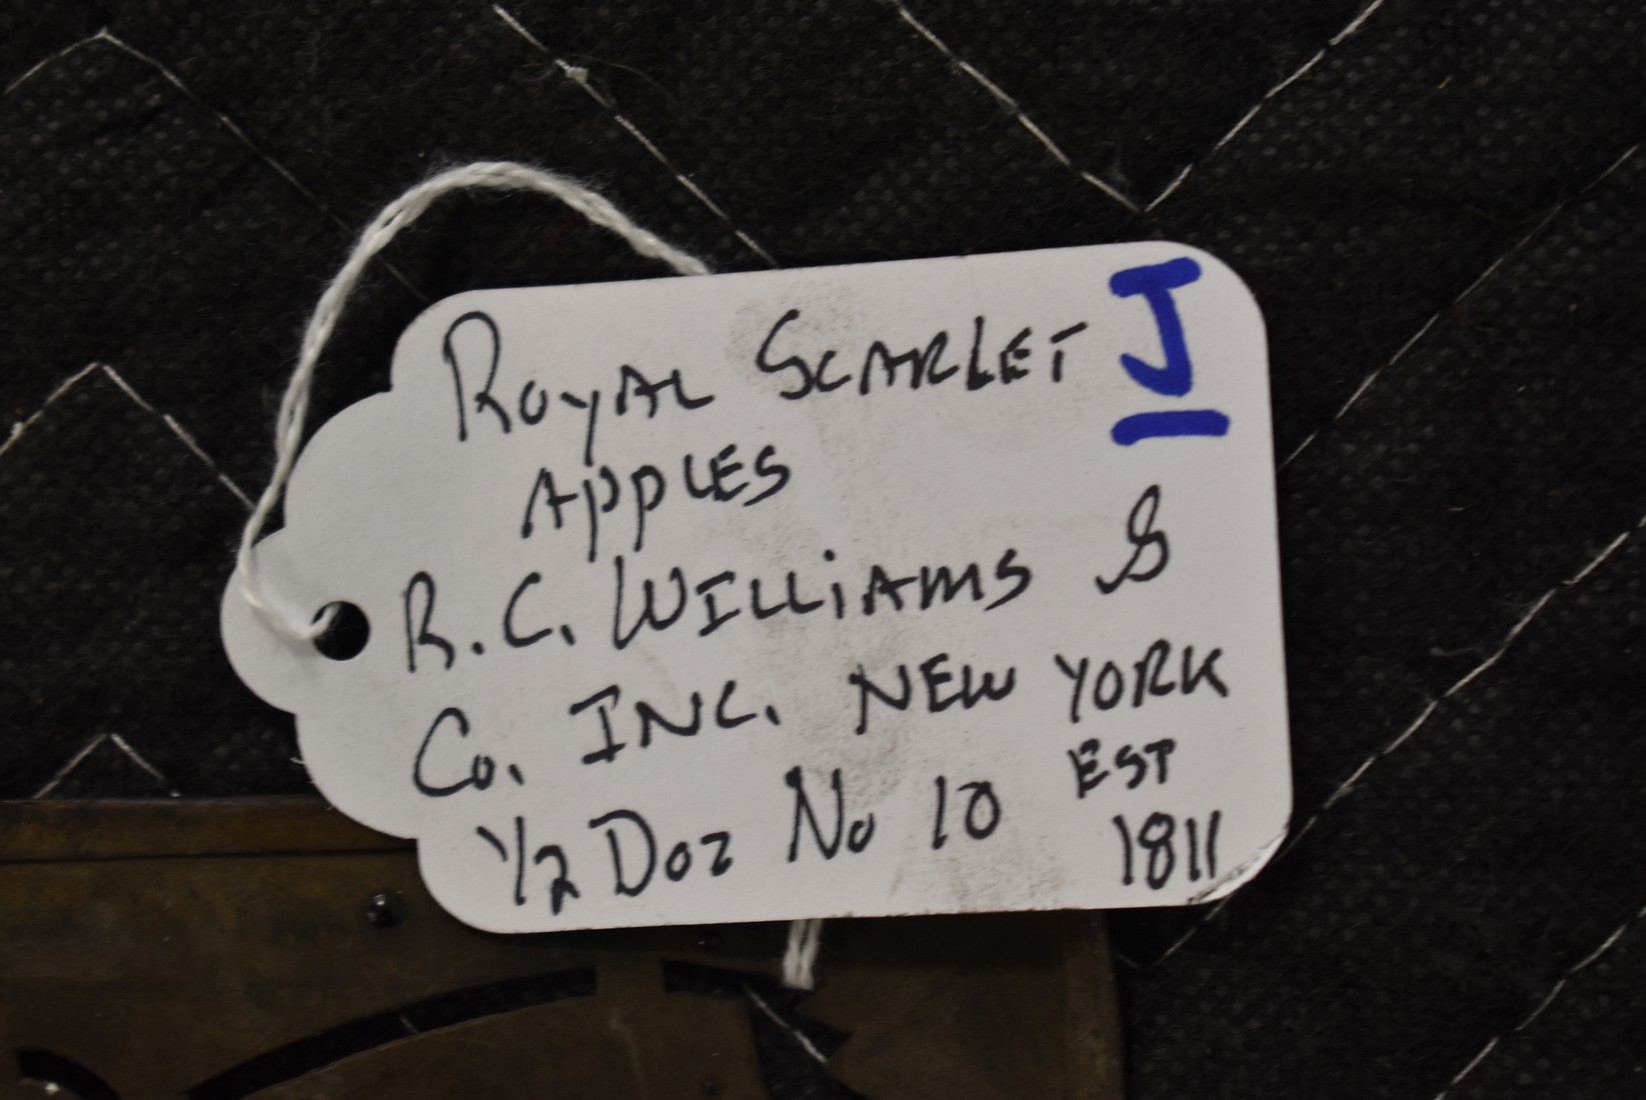 Royal Scarlet J
Apples
R.C. Williams &
Co. Inc. New York
1/2 Doz No 10 Est
1811